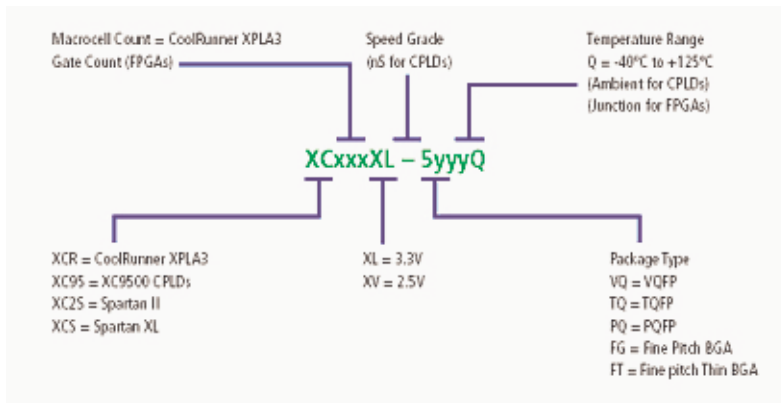 Macrocell Count = CoolRunner XPLA3
Gate Count (FPGAs)
Speed Grade
(nS for CPLDs)
Temperature Range
Q = -40°C to +125°C
(Ambient for CPLDs)
(Junction for FPGAs)
XCxxxXL – 5yyyQ
XCR = CoolRunner XPLA3
XC95 = XC9500 CPLDs
XC2S = Spartan II
XCS = Spartan XL
XL = 3.3V
XV = 2.5V
Package Type
VQ = VQFP
TQ = TQFP
PQ = PQFP
FG = Fine Pitch BGA
FT = Fine pitch Thin BGA